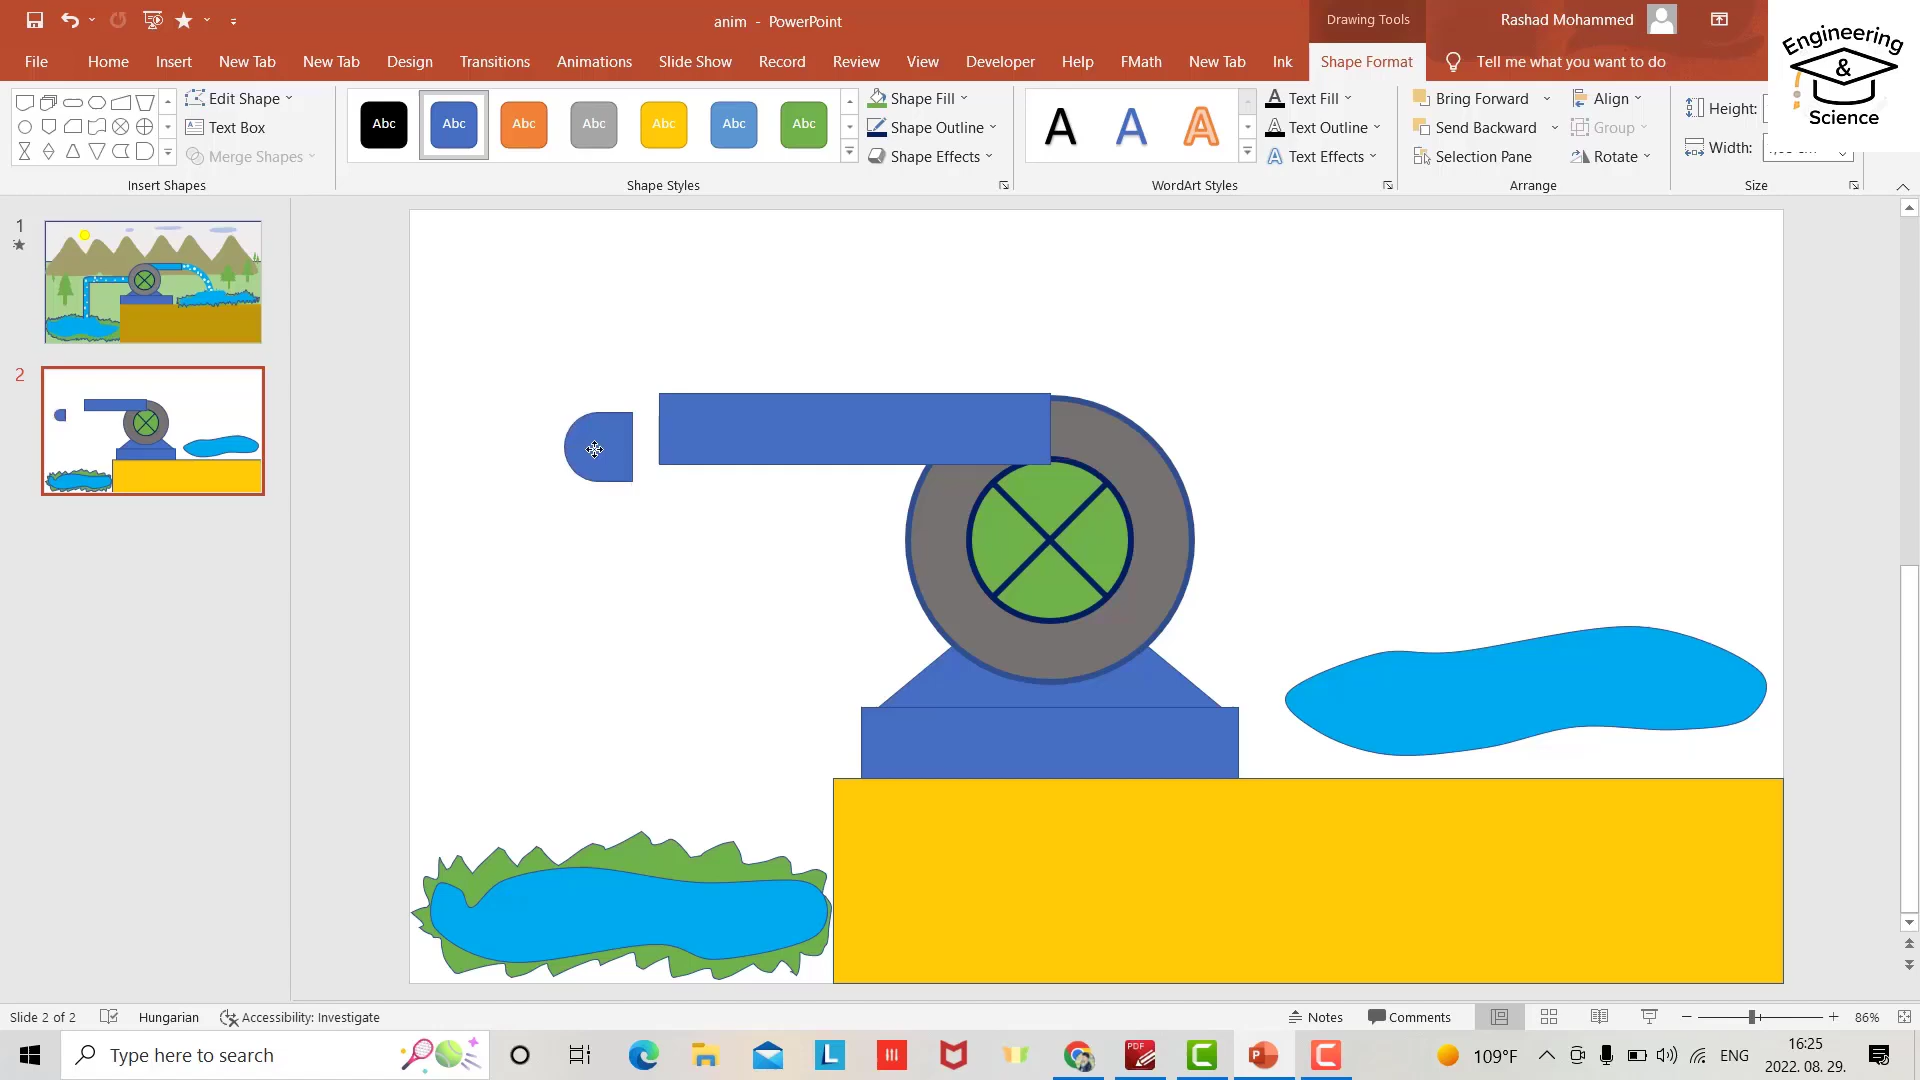 anim - PowerPoint
Drawing Tools
Rashad Mohammed
Engineering
&
Science
File Home Insert New Tab New Tab Design Transitions Animations Slide Show Record Review View Developer Help FMath New Tab Ink Shape Format Tell me what you want to do
Edit Shape
Text Box
Merge Shapes
Insert Shapes
Abc Abc Abc Abc Abc Abc Abc
Shape Fill
Shape Outline
Shape Effects
Shape Styles
A A A
Text Fill
Text Outline
Text Effects
WordArt Styles
Bring Forward
Send Backward
Selection Pane
Align
Group
Rotate
Arrange
Height:
Width:
Size
1
2
Slide 2 of 2 Hungarian Accessibility: Investigate Notes Comments 86%
Type here to search
L
PDF
C
P
C
109°F
ENG
16:25
2022. 08. 29.